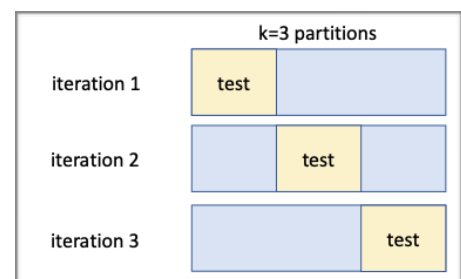 k=3 partitions
iteration 1
test
iteration 2
test
iteration 3
test